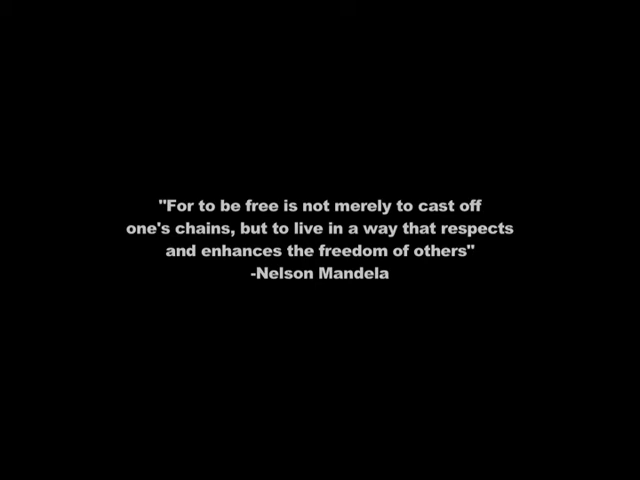 "For to be free is not merely to cast off
one's chains, but to live in a way that respects
and enhances the freedom of others"
-Nelson Mandela